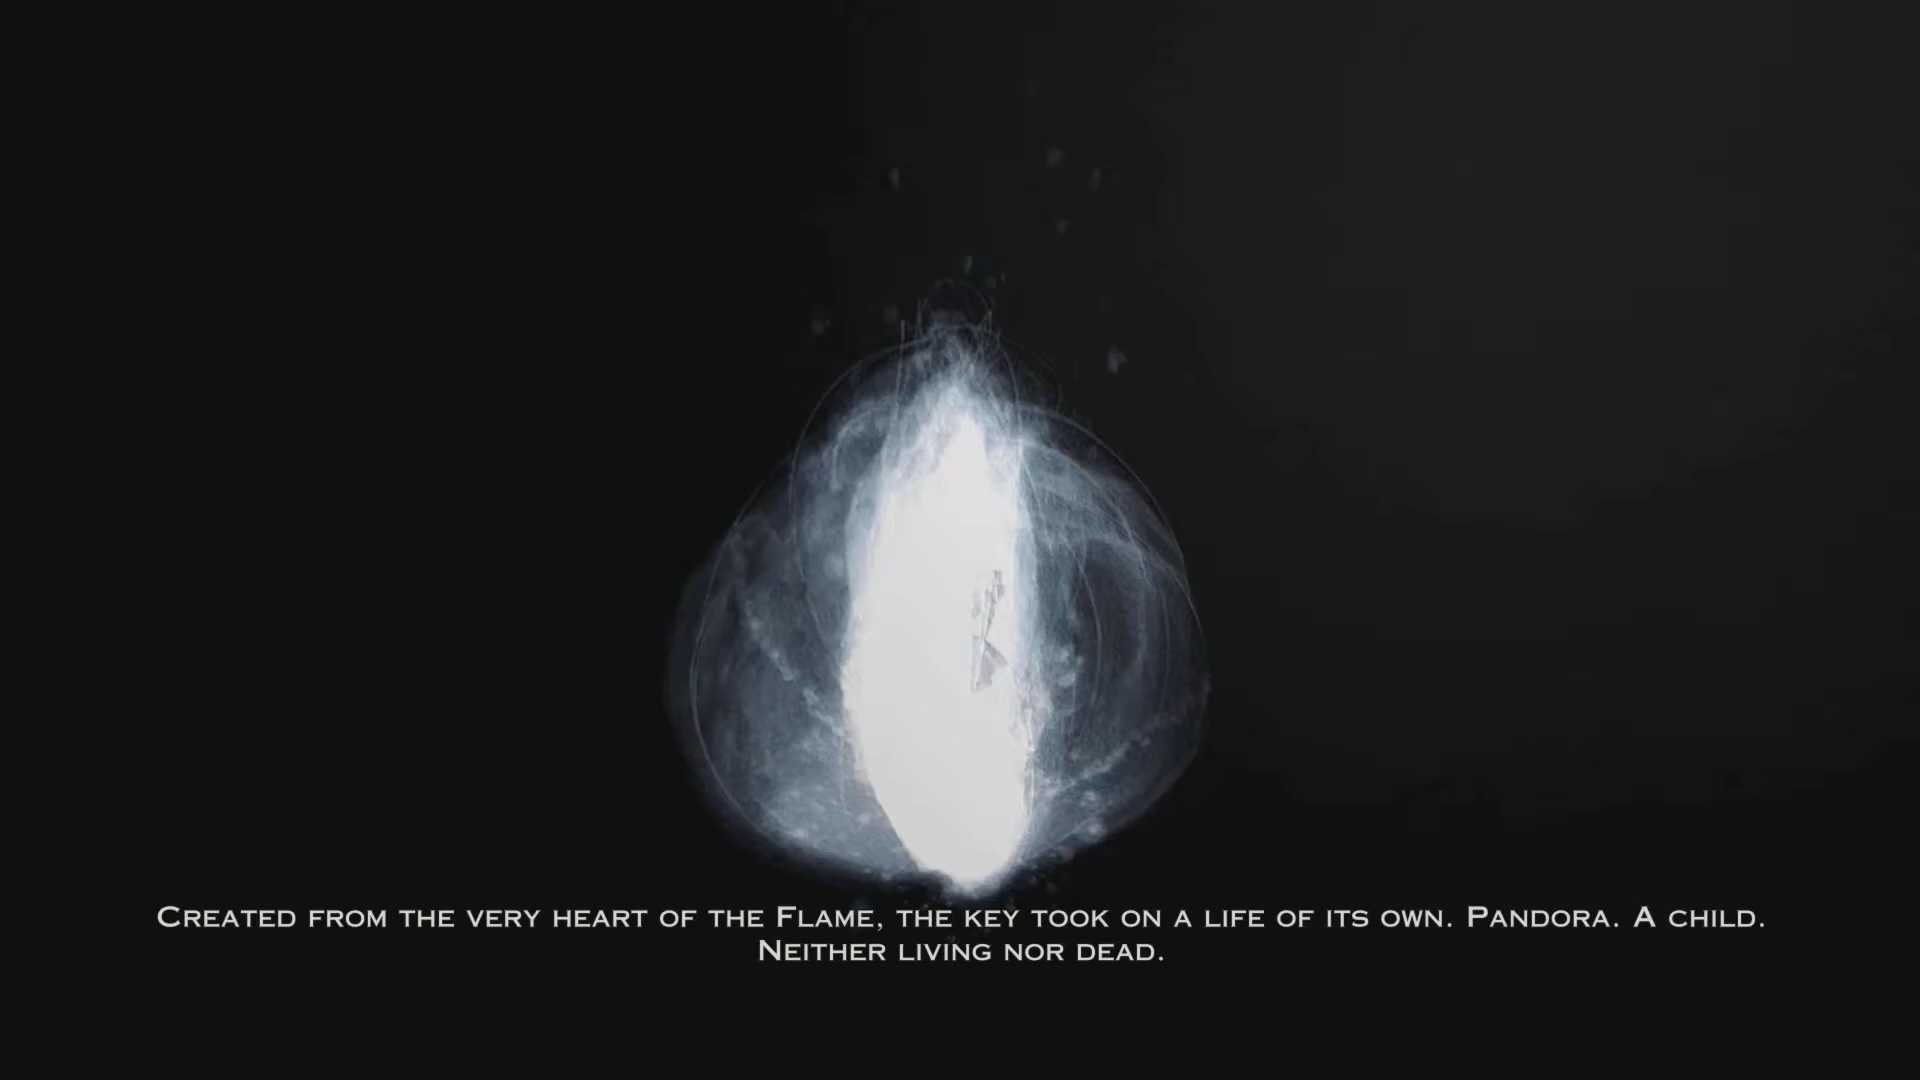 Created from the very heart of the Flame, the key took on a life of its own. Pandora. A child.
Neither living nor dead.